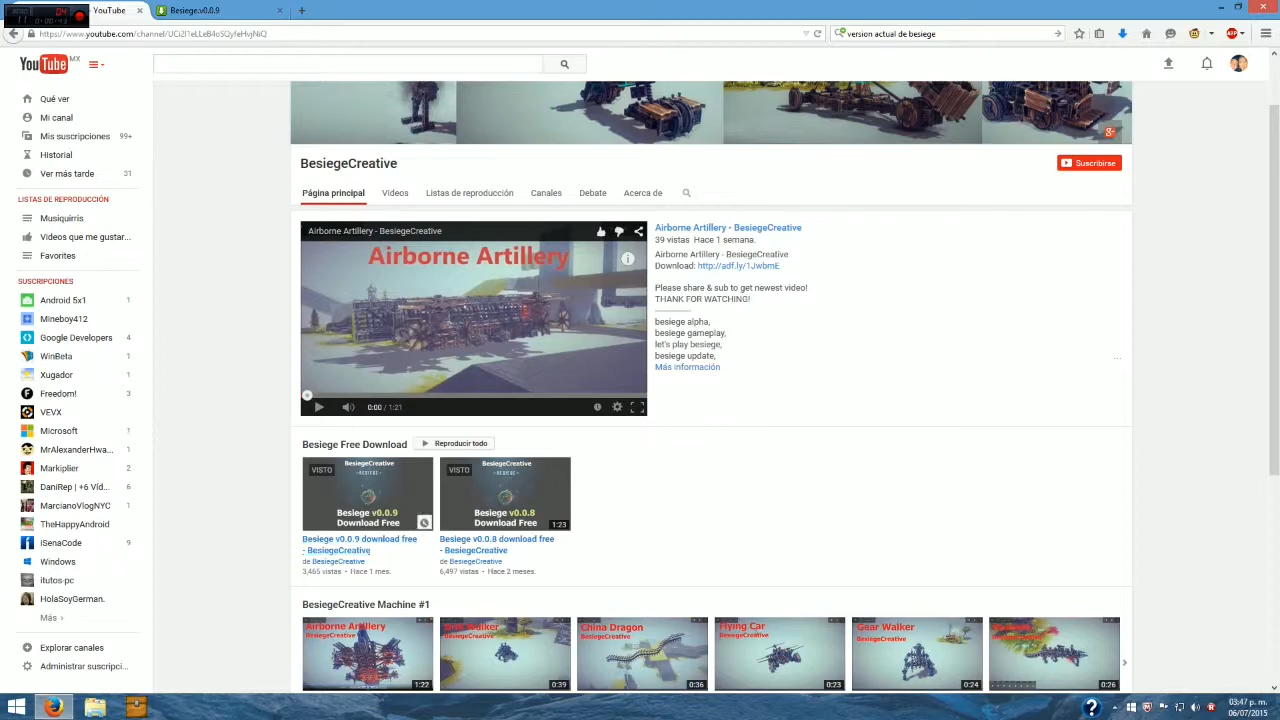 YouTube
Besiege.v0.0.9
https://www.youtube.com/channel/UCi2I1eLLeB4oSQyfeHvjNiQ
version actual de besiege
ABP
YouTube MX
Qué ver
Mi canal
Mis suscripciones 99+
Historial
Ver más tarde 31
LISTAS DE REPRODUCCIÓN
Musiquirris
Videos que me gustar...
Favorites
SUSCRIPCIONES
Android 5x1 1
Mineboy412
Google Developers 4
WinBeta 1
Xugador 1
Freedom! 3
VEVX
Microsoft 1
MrAlexanderHwa... 1
Markiplier 2
DaniRep | +6 Víd... 6
MarcianoVlogNYC 1
TheHappyAndroid
iSenaCode 9
Windows
itutos-pc
HolaSoyGerman.
Más ›
Explorar canales
Administrar suscripci...
BesiegeCreative
Suscribirse
Página principal Videos Listas de reproducción Canales Debate Acerca de
Airborne Artillery - BesiegeCreative
Airborne Artillery
0:00 / 1:21
Airborne Artillery - BesiegeCreative
39 vistas Hace 1 semana.
Airborne Artillery - BesiegeCreative
Download: http://adf.ly/1JwbmE
Please share & sub to get newest video!
THANK FOR WATCHING!
besiege alpha,
besiege gameplay,
let's play besiege,
besiege update,
...
Más información
Besiege Free Download Reproducir todo
VISTO BesiegeCreative
Besiege v0.0.9
Download Free
VISTO BesiegeCreative
Besiege v0.0.8
Download Free
1:23
Besiege v0.0.9 download free
- BesiegeCreative
de BesiegeCreative
3,465 vistas • Hace 1 mes.
Besiege v0.0.8 download free
- BesiegeCreative
de BesiegeCreative
6,497 vistas • Hace 2 meses.
BesiegeCreative Machine #1
Airborne Artillery
BesiegeCreative
1:22
Walker
BesiegeCreative
0:39
China Dragon
BesiegeCreative
0:36
Flying Car
BesiegeCreative
0:23
Gear Walker
BesiegeCreative
0:24
0:26
03:47 p. m.
06/07/2015